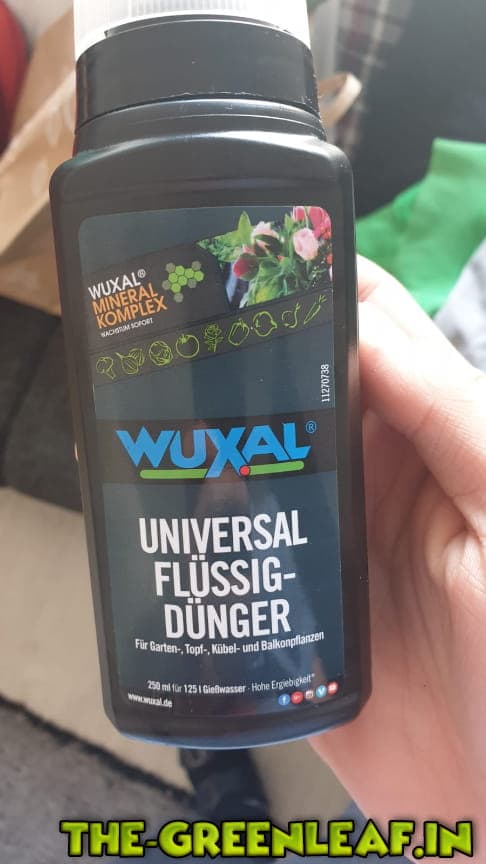 WUXAL®
MINERAL
KOMPLEX
WACHSTUM SOFORT.
11270738
WUXAL®
UNIVERSAL
FLÜSSIG-
DÜNGER
Für Garten-, Topf-, Kübel- und Balkonpflanzen
250 ml für 125 l Gießwasser · Hohe Ergiebigkeit*
www.wuxal.de
THE-GREENLEAF.IN